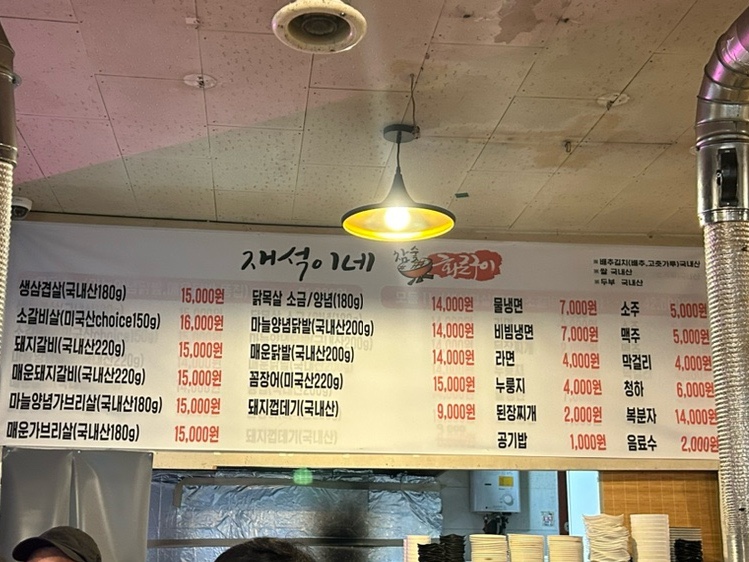 재석이네 참숯 화로구이
※배추김치(배추,고춧가루)국내산
※쌀 국내산
※두부 국내산
생삼겹살(국내산180g) 15,000원
소갈비살(미국산choice150g) 16,000원
돼지갈비(국내산220g) 15,000원
매운돼지갈비(국내산220g) 15,000원
마늘양념가브리살(국내산180g) 15,000원
매운가브리살(국내산180g) 15,000원
닭목살 소금/양념(180g) 14,000원
마늘양념닭발(국내산200g) 14,000원
매운닭발(국내산200g) 14,000원
꼼장어(미국산220g) 15,000원
돼지껍데기(국내산) 9,000원
물냉면 7,000원
비빔냉면 7,000원
라면 4,000원
누룽지 4,000원
된장찌개 2,000원
공기밥 1,000원
소주 5,000원
맥주 5,000원
막걸리 4,000원
청하 6,000원
복분자 14,000원
음료수 2,000원